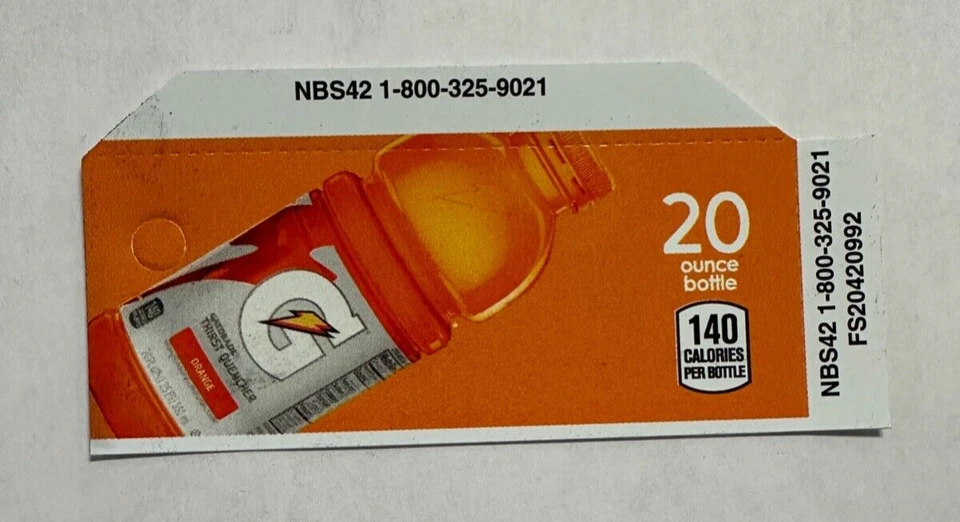 NBS42 1-800-325-9021
20
ounce
bottle
140
CALORIES
PER BOTTLE
NBS42 1-800-325-9021
FS20420992
G
GATORADE
THIRST QUENCHER
ORANGE